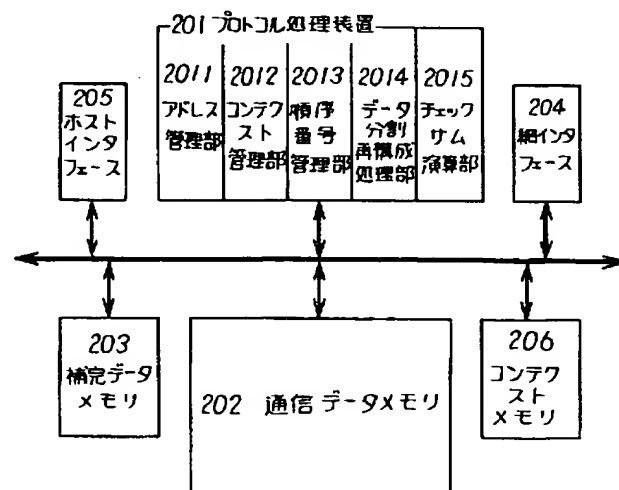 201プロトコル処理装置
2011
アドレス
管理部
2012
コンテク
スト
管理部
2013
順序
番号
管理部
2014
データ
分割
再構成
処理部
2015
チェック
サム
演算部
205
ホスト
インタ
フェース
204
網インタ
フェース
203
補完データ
メモリ
202 通信データメモリ
206
コンテク
スト
メモリ